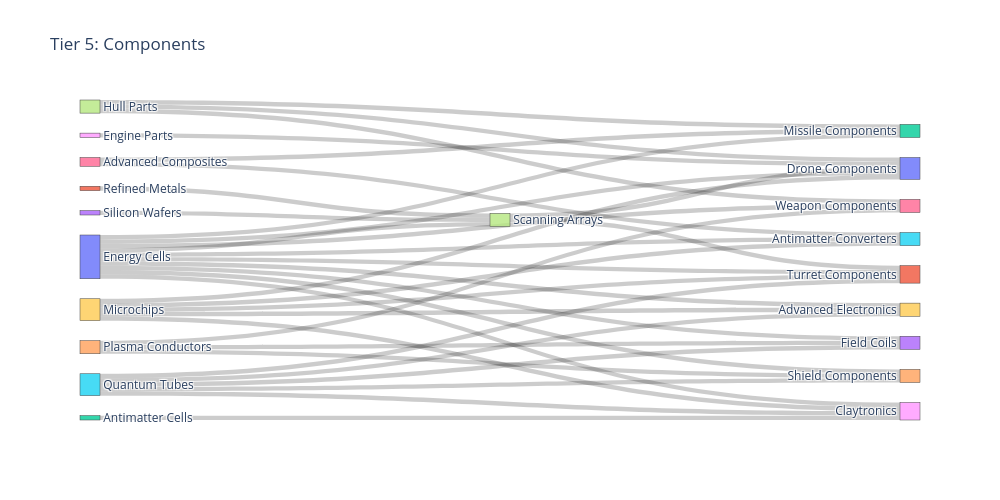 Tier 5: Components
Hull Parts
Engine Parts
Advanced Composites
Refined Metals
Silicon Wafers
Energy Cells
Microchips
Plasma Conductors
Quantum Tubes
Antimatter Cells
Scanning Arrays
Missile Components
Drone Components
Weapon Components
Antimatter Converters
Turret Components
Advanced Electronics
Field Coils
Shield Components
Claytronics